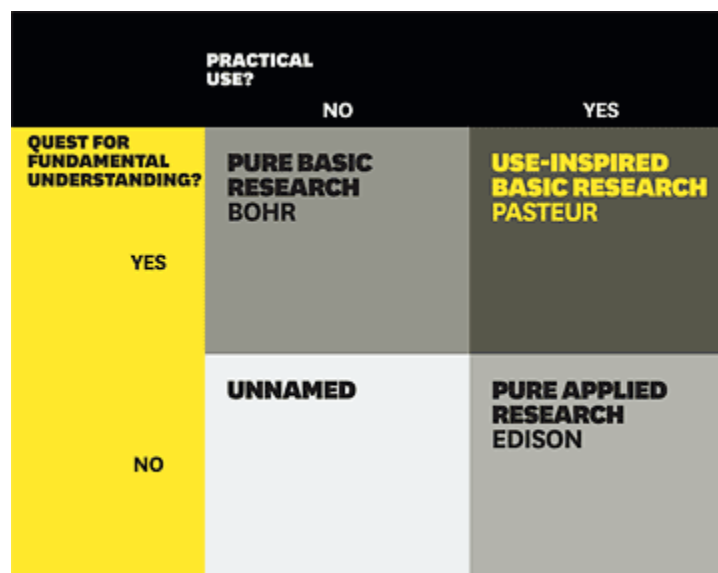 PRACTICAL
USE?
NO
YES
QUEST FOR
FUNDAMENTAL
UNDERSTANDING?
YES
PURE BASIC
RESEARCH
BOHR
USE-INSPIRED
BASIC RESEARCH
PASTEUR
NO
UNNAMED
PURE APPLIED
RESEARCH
EDISON